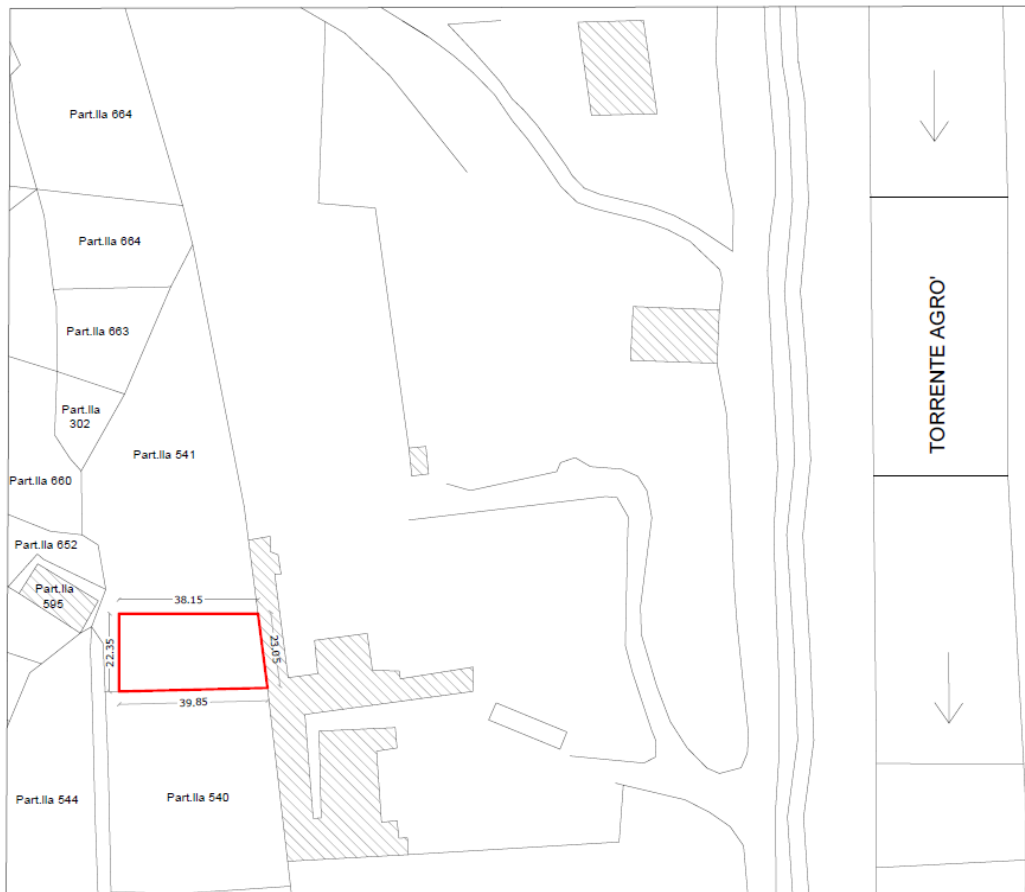 Part.lla 664
Part.lla 664
Part.lla 663
Part.lla
302
Part.lla 541
Part.lla 660
Part.lla 652
Part.lla
595
38.15
22.35
23.05
39.85
Part.lla 544
Part.lla 540
TORRENTE AGRO'